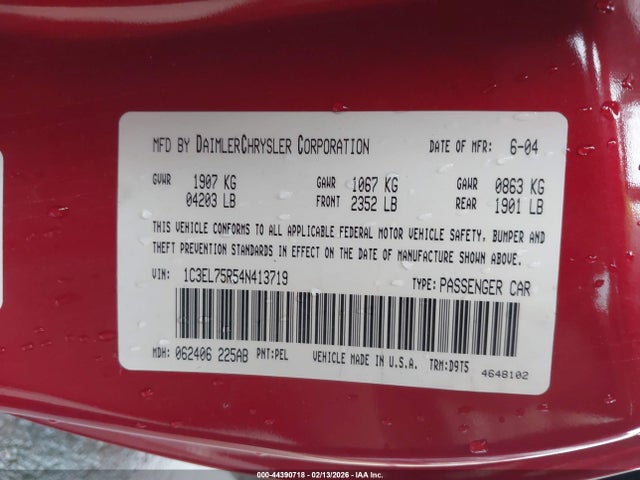 MFD BY DAIMLERCHRYSLER CORPORATION DATE OF MFR: 6-04
GVWR 1907 KG GAWR 1067 KG GAWR 0863 KG
04203 LB FRONT 2352 LB REAR 1901 LB
THIS VEHICLE CONFORMS TO ALL APPLICABLE FEDERAL MOTOR VEHICLE SAFETY, BUMPER AND
THEFT PREVENTION STANDARDS IN EFFECT ON THE DATE OF MANUFACTURE SHOWN ABOVE.
VIN: 1C3EL75R54N413719 TYPE: PASSENGER CAR
MDH: 062406 225AB PNT:PEL VEHICLE MADE IN U.S.A. TRM:D9T5
4648102
000-44390718 - 02/13/2026 - IAA Inc.